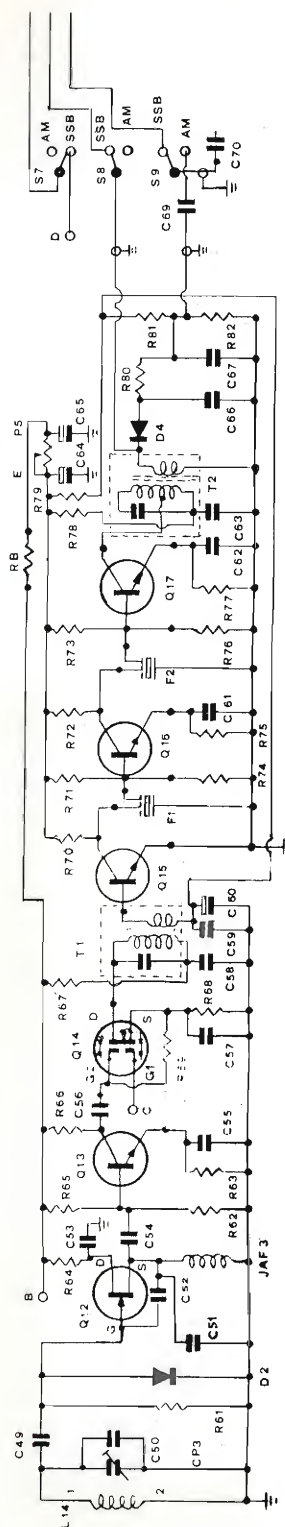 S7
AM
SSB
D
S8
SSB
AM
S9
SSB
AM
C69
C70
P5
E
R79
C64
C65
RB
R78
R80
R81
R82
D4
C66
C67
T2
C63
C62
Q17
R77
R76
R73
F2
R72
Q16
C61
R75
R74
R71
F1
R70
Q15
T1
C60
C59
C58
R67
D
S
Q14
G2
G1
R69
R68
C57
C
C56
R66
Q13
C55
R63
R65
R62
C54
B
R64
C53
D
S
Q12
G
C52
JAF3
C51
D2
C49
R61
C50
CP3
L14
1
2